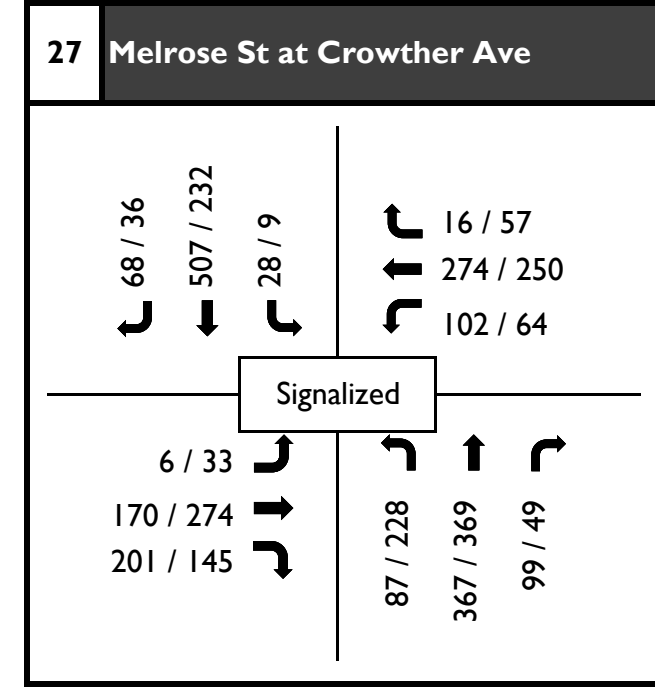 27 Melrose St at Crowther Ave
68 / 36
507 / 232
28 / 9
16 / 57
274 / 250
102 / 64
Signalized
6 / 33
170 / 274
201 / 145
87 / 228
367 / 369
99 / 49